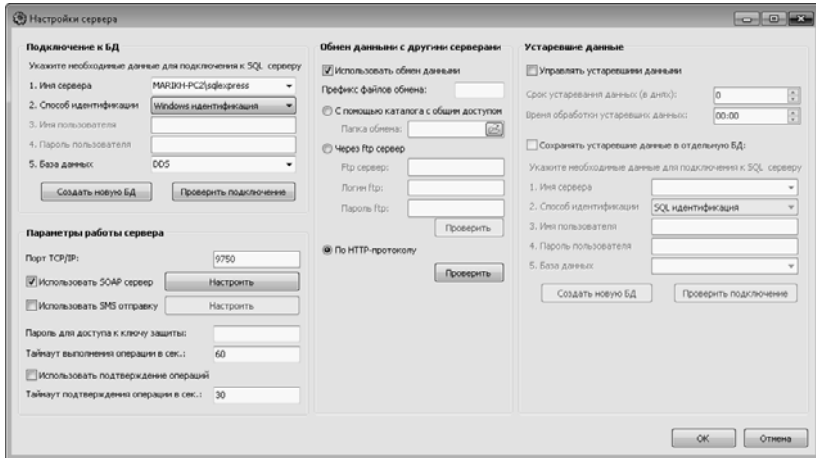 Настройки сервера
Подключение к БД
Укажите необходимые данные для подключения к SQL серверу
1. Имя сервера
MARIKH-PC2\sqlexpress
2. Способ идентификации
Windows идентификация
3. Имя пользователя
4. Пароль пользователя
5. База данных
DDS
Создать новую БД
Проверить подключение
Параметры работы сервера
Порт TCP/IP:
9750
Использовать SOAP сервер
Настроить
Использовать SMS отправку
Настроить
Пароль для доступа к ключу защиты:
Таймаут выполнения операции в сек.:
60
Использовать подтверждение операций
Таймаут подтверждения операции в сек.:
30
Обмен данными с другими серверами
Использовать обмен данными
Префикс файлов обмена:
С помощью каталога с общим доступом
Папка обмена:
Через ftp сервер
Ftp сервер:
Логин ftp:
Пароль ftp:
Проверить
По HTTP-протоколу
Проверить
Устаревшие данные
Управлять устаревшими данными
Срок устаревания данных (в днях):
0
Время обработки устаревших данных:
00:00
Сохранять устаревшие данные в отдельную БД:
Укажите необходимые данные для подключения к SQL серверу
1. Имя сервера
2. Способ идентификации
SQL идентификация
3. Имя пользователя
4. Пароль пользователя
5. База данных
Создать новую БД
Проверить подключение
OK
Отмена